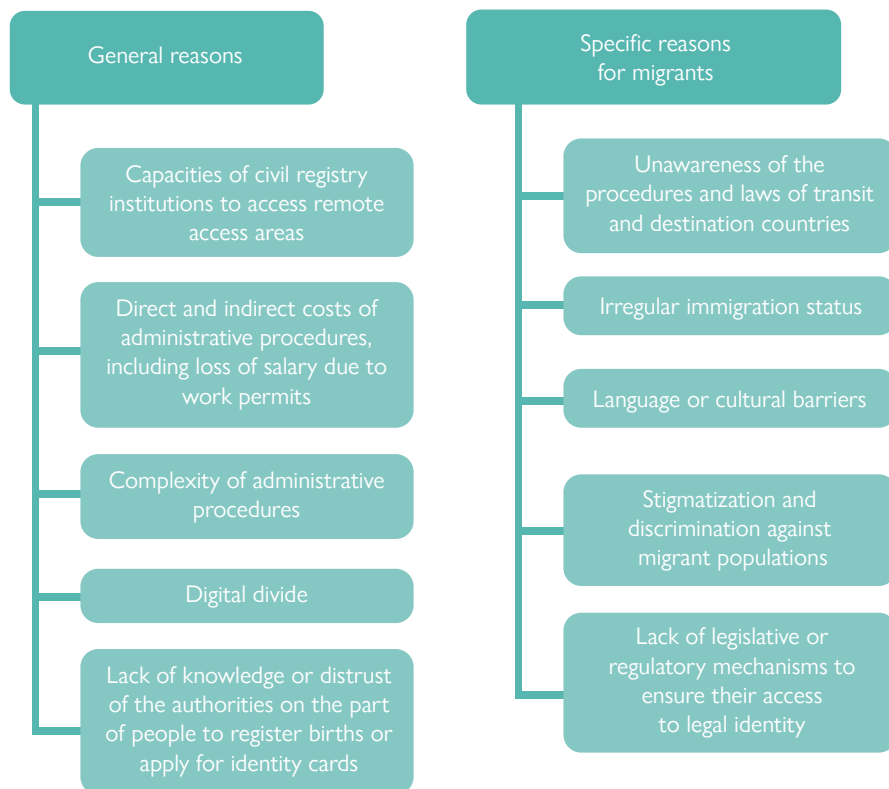 General reasons
Capacities of civil registry
institutions to access remote
access areas
Direct and indirect costs of
administrative procedures,
including loss of salary due to
work permits
Complexity of administrative
procedures
Digital divide
Lack of knowledge or distrust
of the authorities on the part
of people to register births or
apply for identity cards
Specific reasons
for migrants
Unawareness of the
procedures and laws of transit
and destination countries
Irregular immigration status
Language or cultural barriers
Stigmatization and
discrimination against
migrant populations
Lack of legislative or
regulatory mechanisms to
ensure their access
to legal identity